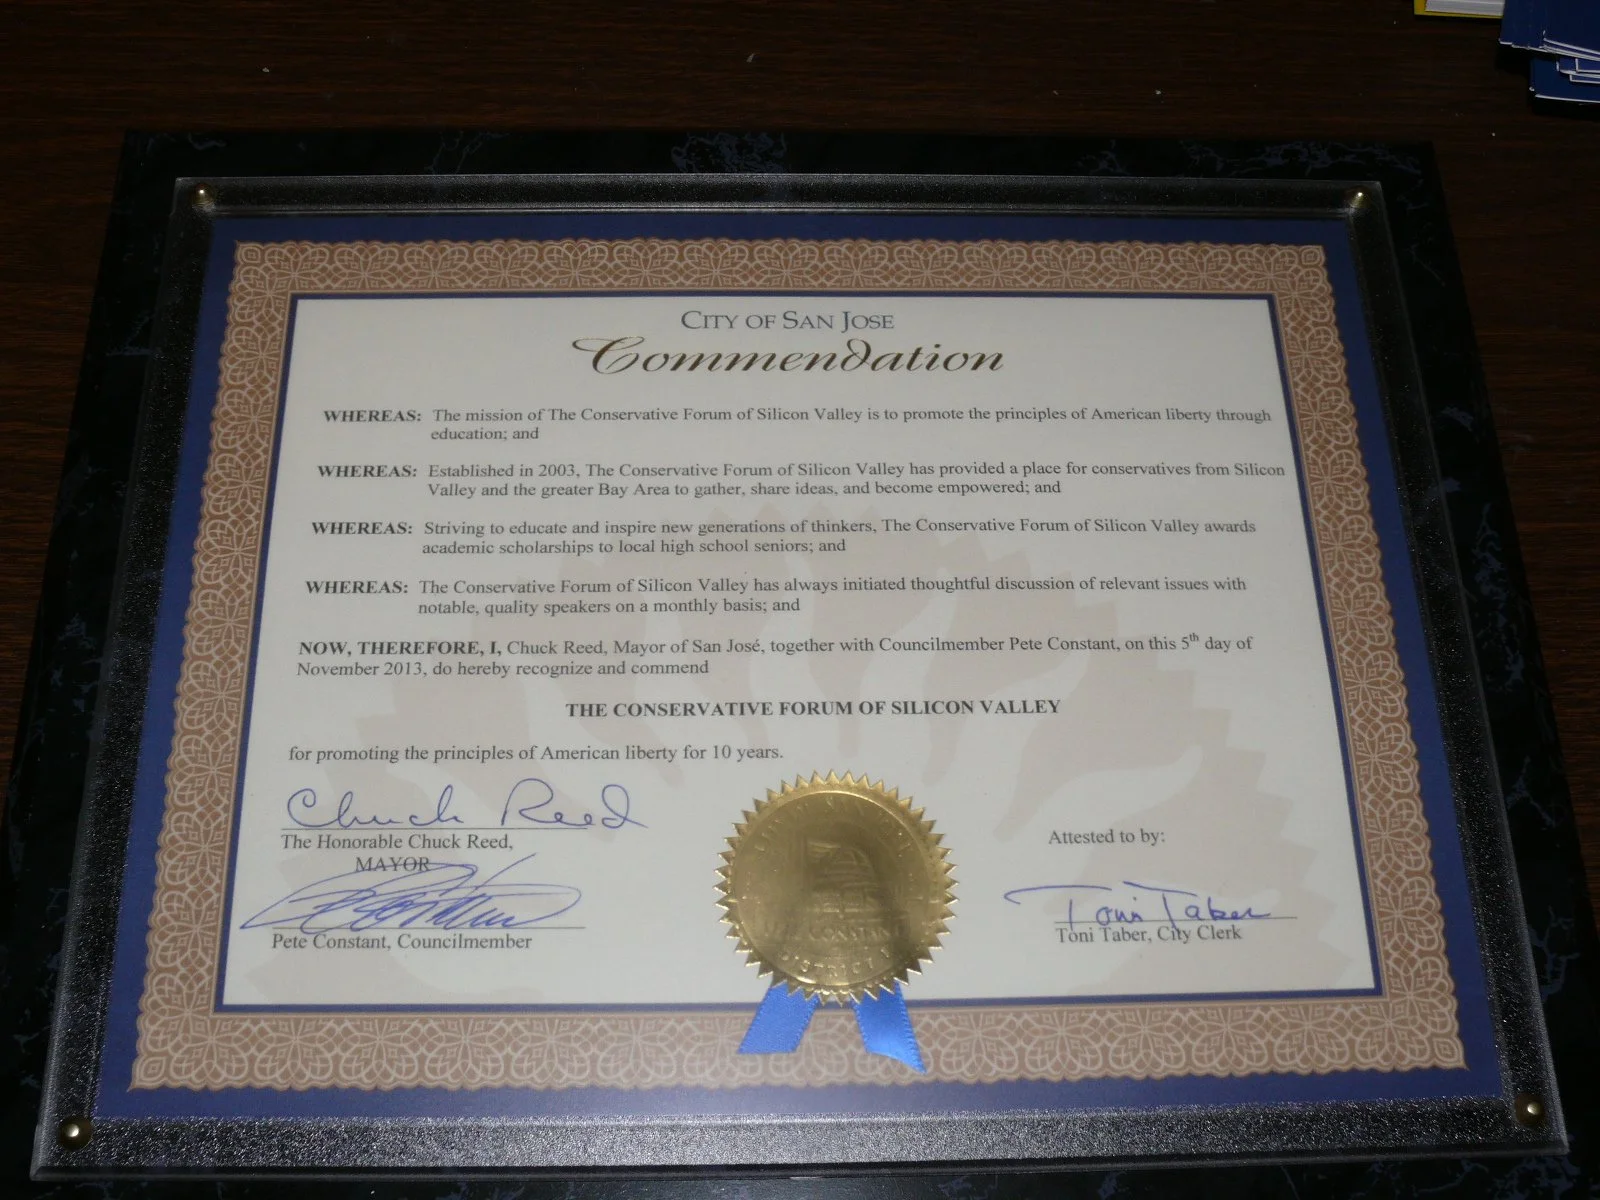 CITY OF SAN JOSE
Commendation
WHEREAS: The mission of The Conservative Forum of Silicon Valley is to promote the principles of American liberty through
education; and
WHEREAS: Established in 2003, The Conservative Forum of Silicon Valley has provided a place for conservatives from Silicon
Valley and the greater Bay Area to gather, share ideas, and become empowered; and
WHEREAS: Striving to educate and inspire new generations of thinkers, The Conservative Forum of Silicon Valley awards
academic scholarships to local high school seniors; and
WHEREAS: The Conservative Forum of Silicon Valley has always initiated thoughtful discussion of relevant issues with
notable, quality speakers on a monthly basis; and
NOW, THEREFORE, I, Chuck Reed, Mayor of San José, together with Councilmember Pete Constant, on this 5th day of
November 2013, do hereby recognize and commend
THE CONSERVATIVE FORUM OF SILICON VALLEY
for promoting the principles of American liberty for 10 years.
Chuck Reed
The Honorable Chuck Reed,
MAYOR
Pete Constant, Councilmember
Attested to by:
Toni Taber
Toni Taber, City Clerk
CONSTANT
DISTRICT